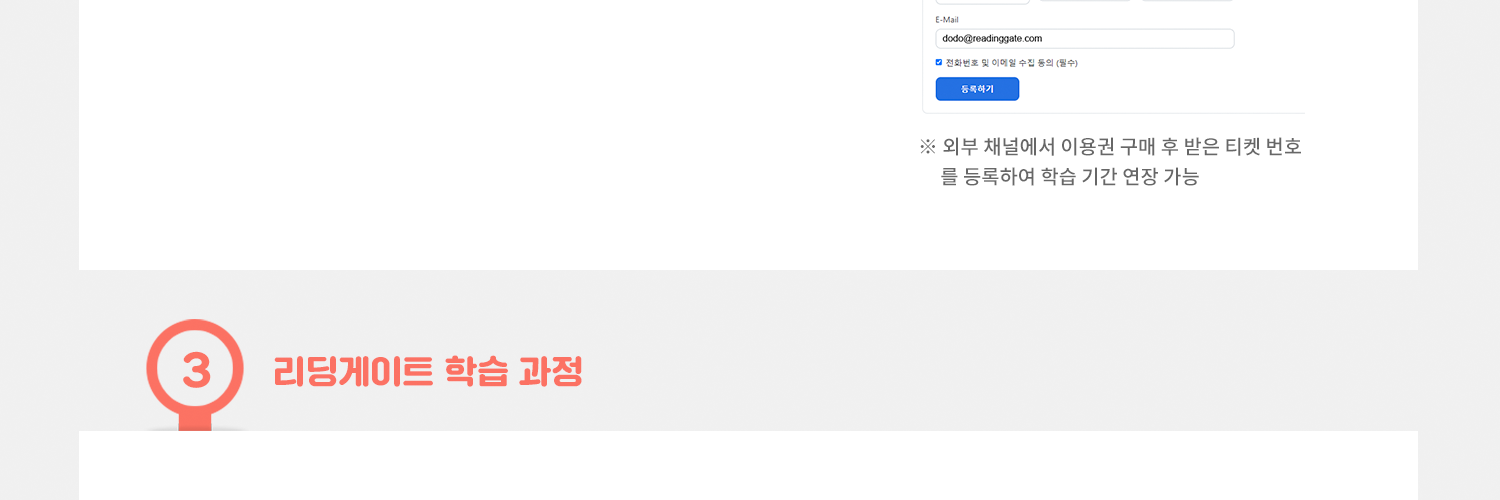 E-Mail
dodo@readinggate.com
전화번호 및 이메일 수집 동의 (필수)
등록하기
※ 외부 채널에서 이용권 구매 후 받은 티켓 번호
를 등록하여 학습 기간 연장 가능
3 리딩게이트 학습 과정